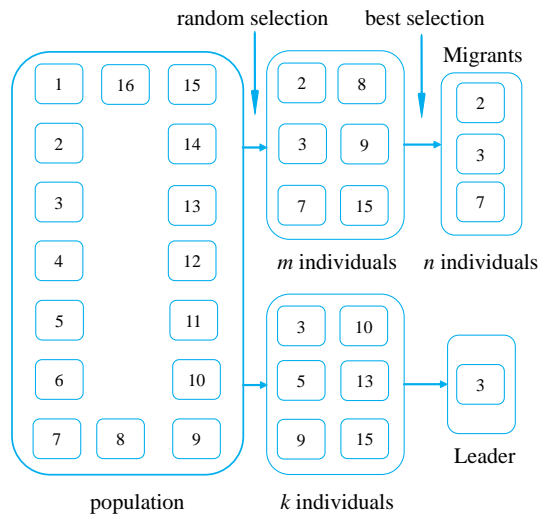 random selection
best selection
Migrants
1 16 15
2 14
3 13
4 12
5 11
6 10
7 8 9
population
2 8
3 9
7 15
m individuals
2
3
7
n individuals
3 10
5 13
9 15
k individuals
3
Leader